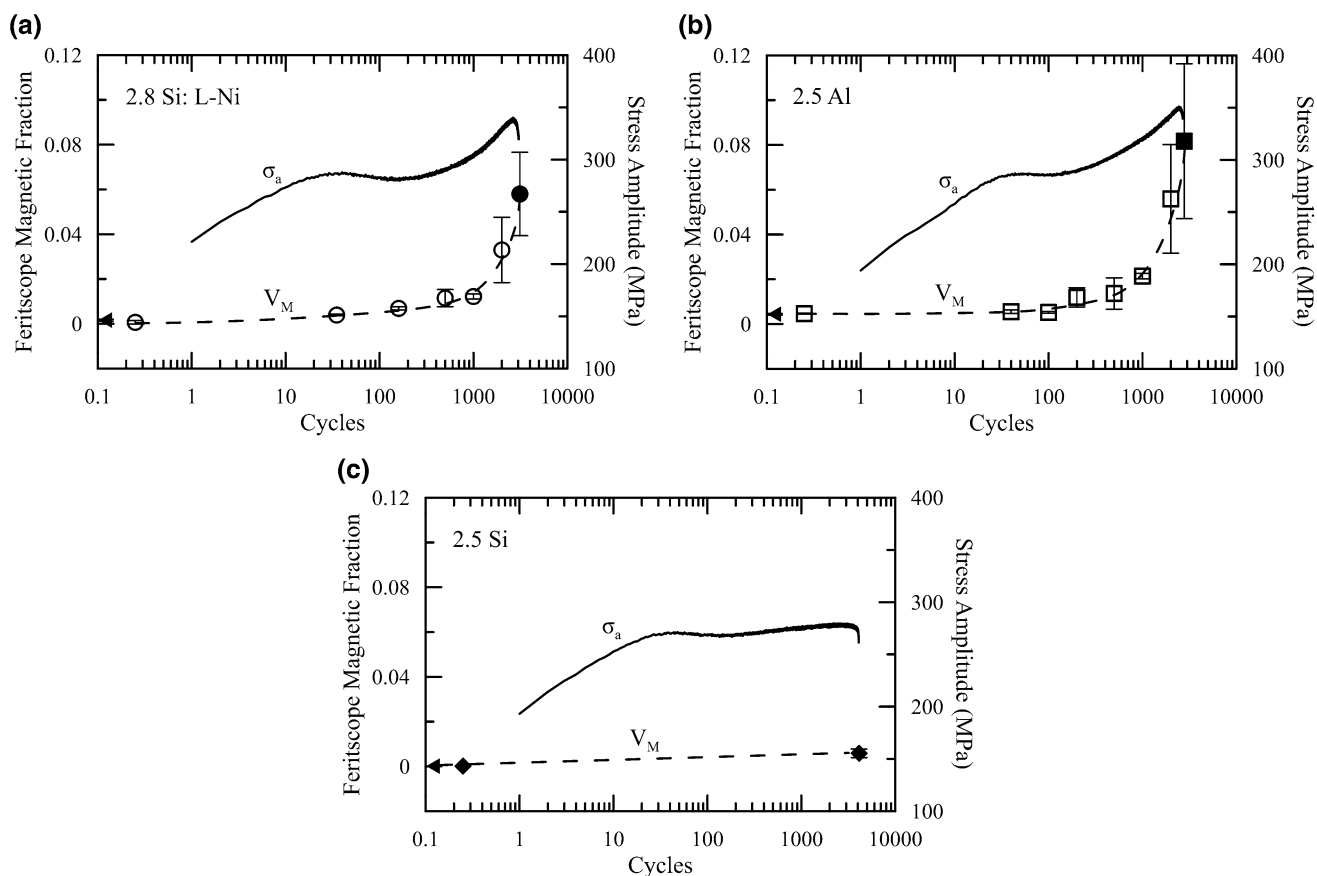 (a)
0.12
0.08
0.04
0
Feritscope Magnetic Fraction
2.8 Si: L-Ni
σa
VM
400
300
200
100
Stress Amplitude (MPa)
0.1 1 10 100 1000 10000
Cycles
(b)
0.12
0.08
0.04
0
Feritscope Magnetic Fraction
2.5 Al
σa
VM
400
300
200
100
Stress Amplitude (MPa)
0.1 1 10 100 1000 10000
Cycles
(c)
0.12
0.08
0.04
0
Feritscope Magnetic Fraction
2.5 Si
σa
VM
400
300
200
100
Stress Amplitude (MPa)
0.1 1 10 100 1000 10000
Cycles